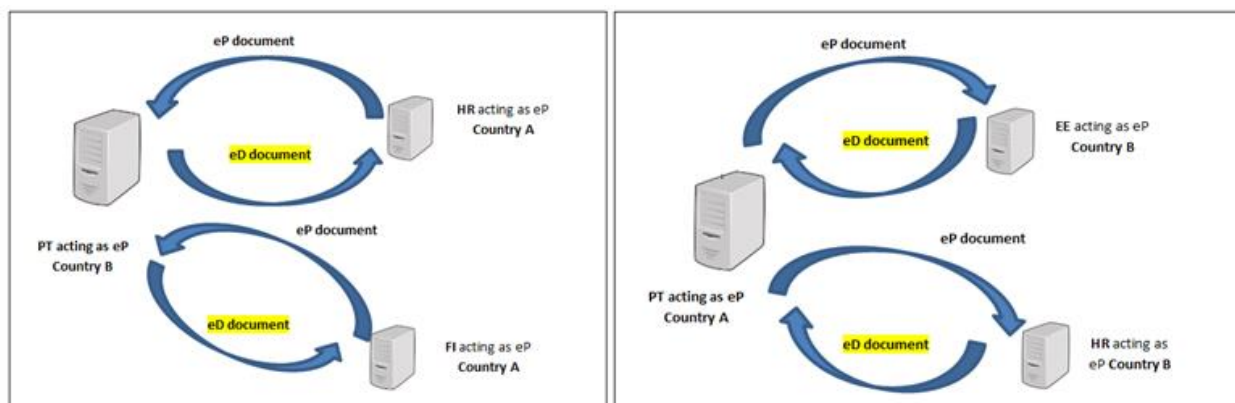 eP document
HR acting as eP
Country A
eD document
PT acting as eP
Country B
eP document
eD document
FI acting as eP
Country A
eP document
EE acting as eP
Country B
eD document
eP document
PT acting as eP
Country A
eD document
HR acting as
eP Country B